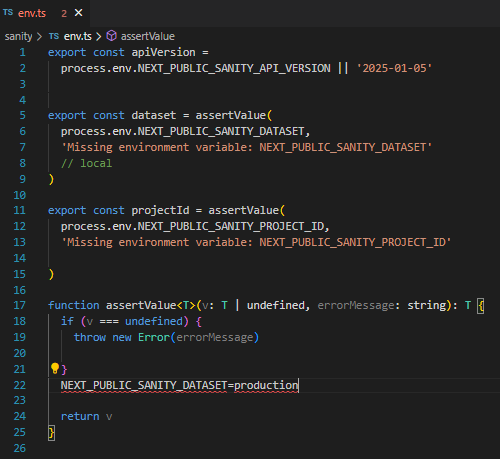 TS env.ts 2 ×
sanity > TS env.ts > assertValue
1 export const apiVersion =
2 process.env.NEXT_PUBLIC_SANITY_API_VERSION || '2025-01-05'
3
4
5 export const dataset = assertValue(
6 process.env.NEXT_PUBLIC_SANITY_DATASET,
7 'Missing environment variable: NEXT_PUBLIC_SANITY_DATASET'
8 // local
9 )
10
11 export const projectId = assertValue(
12 process.env.NEXT_PUBLIC_SANITY_PROJECT_ID,
13 'Missing environment variable: NEXT_PUBLIC_SANITY_PROJECT_ID'
14
15 )
16
17 function assertValue<T>(v: T | undefined, errorMessage: string): T {
18 if (v === undefined) {
19 throw new Error(errorMessage)
20
21 }
22 NEXT_PUBLIC_SANITY_DATASET=production
23
24 return v
25 }
26